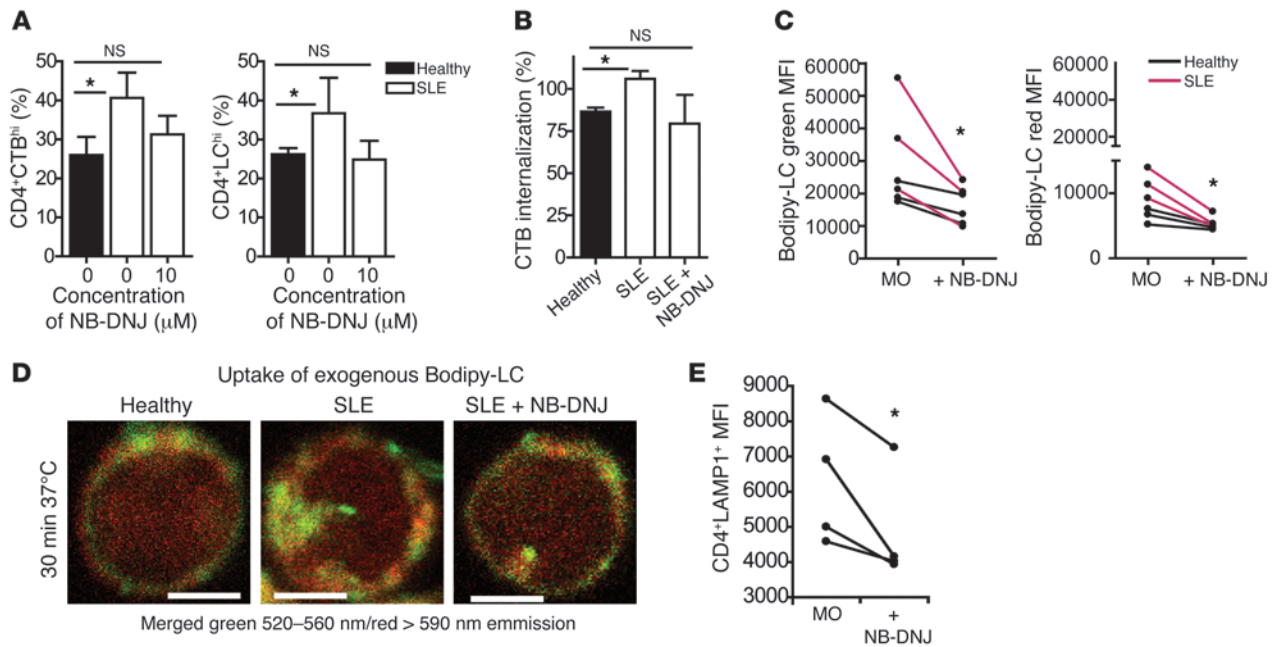 A
NS
*
50
40
30
20
10
0
CD4+CTBhi (%)
0 0 10
Concentration
of NB-DNJ (μM)
NS
*
50
40
30
20
10
0
CD4+LChi (%)
0 0 10
Concentration
of NB-DNJ (μM)
Healthy
SLE
B
NS
*
100
75
50
25
0
CTB internalization (%)
Healthy
SLE
SLE +
NB-DNJ
C
60000
50000
40000
30000
20000
10000
0
Bodipy-LC green MFI
*
MO + NB-DNJ
60000
40000
20000
10000
0
Bodipy-LC red MFI
*
MO + NB-DNJ
Healthy
SLE
D
Uptake of exogenous Bodipy-LC
Healthy SLE SLE + NB-DNJ
30 min 37°C
Merged green 520–560 nm/red > 590 nm emmission
E
9000
8000
7000
6000
5000
4000
3000
CD4+LAMP1+ MFI
*
MO +
NB-DNJ